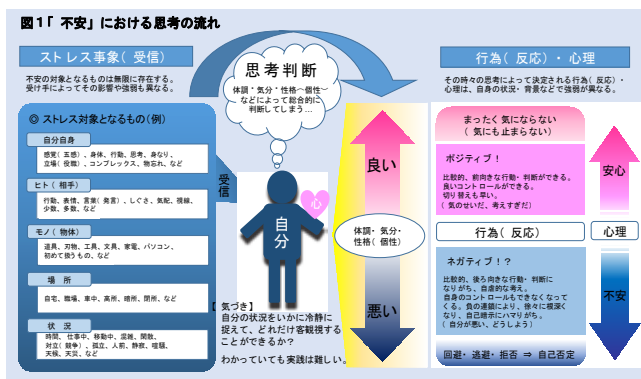 図1「 不安」における思考の流れ
ストレス事象( 受信)
不安の対象となるものは無限に存在する。
受け手によってその影響や強弱も異なる。
◎ ストレス対象となるもの(例)
自分自身
感覚( 五感) 、身体、行動、思考、身なり、
立場( 役職) 、コンプレックス、物忘れ、など
ヒト( 相手)
行動、表情、言葉( 発言) 、しぐさ、気配、視線、
少数、多数、など
モノ( 物体)
道具、刃物、工具、文具、家電、パソコン、
初めて扱うもの、など
場 所
自宅、職場、車中、高所、暗所、閉所、など
状 況
時間、仕事中、移動中、混雑、閑散、
対立( 競争) 、孤立、人前、静寂、喧騒、
天候、天災、など
思考判断
体調・気分・性格~個性~
などによって総合的に
判断してしまう…
受信
心
自分
【 気づき】
自分の状況をいかに冷静に
捉えて、どれだけ客観視する
ことができるか?
わかっていても実践は難しい。
良い
体調・ 気分・
性格( 個性)
悪い
行為( 反応) ・ 心理
その時々の思考によって決定される行為( 反応) ・
心理は、自身の状況・ 背景などで強弱が異なる。
まったく 気にならない
( 気にも止まらない)
ポジティブ！
比較的、前向きな行動・ 判断ができる。
良いコントロールができる。
切り替えも早い。
( 気のせいだ、考えすぎだ)
行為( 反応)
ネガティブ！？
比較的、後ろ向きな行動・ 判断に
なりがち、自虐的な考え。
自身のコントロールもできなくなって
くる。負の連鎖により、徐々に根深く
なり、自己暗示にハマりがち。
( 自分が悪い、どうしよう)
回避・ 逃避・ 拒否 ⇒ 自己否定
安心
心理
不安